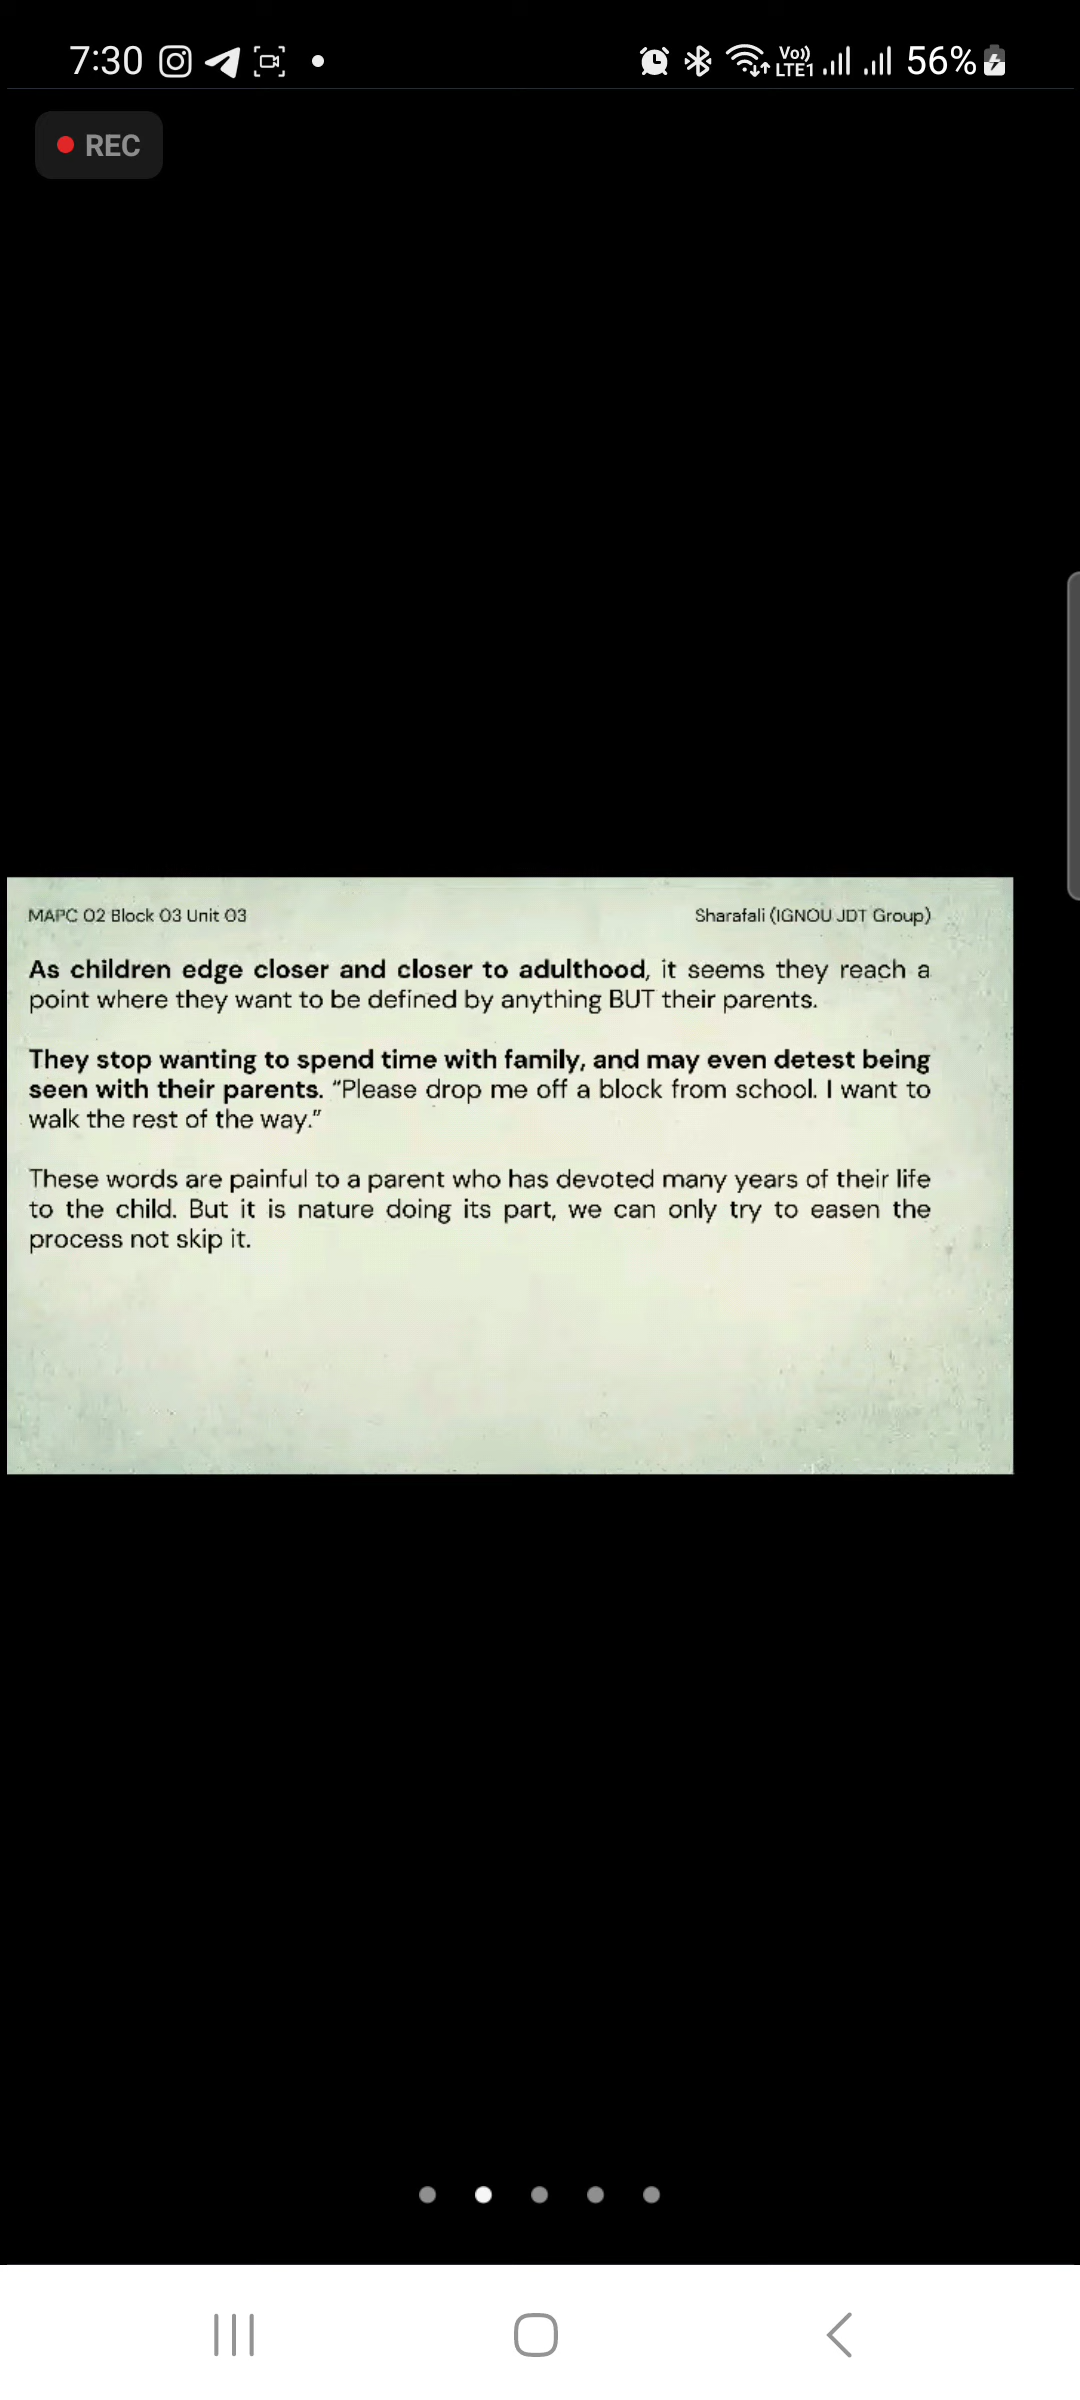 7:30 Vo)) LTE1 56%
REC
MAPC 02 Block 03 Unit 03 Sharafali (IGNOU JDT Group)
As children edge closer and closer to adulthood, it seems they reach a
point where they want to be defined by anything BUT their parents.
They stop wanting to spend time with family, and may even detest being
seen with their parents. “Please drop me off a block from school. I want to
walk the rest of the way.”
These words are painful to a parent who has devoted many years of their life
to the child. But it is nature doing its part, we can only try to easen the
process not skip it.